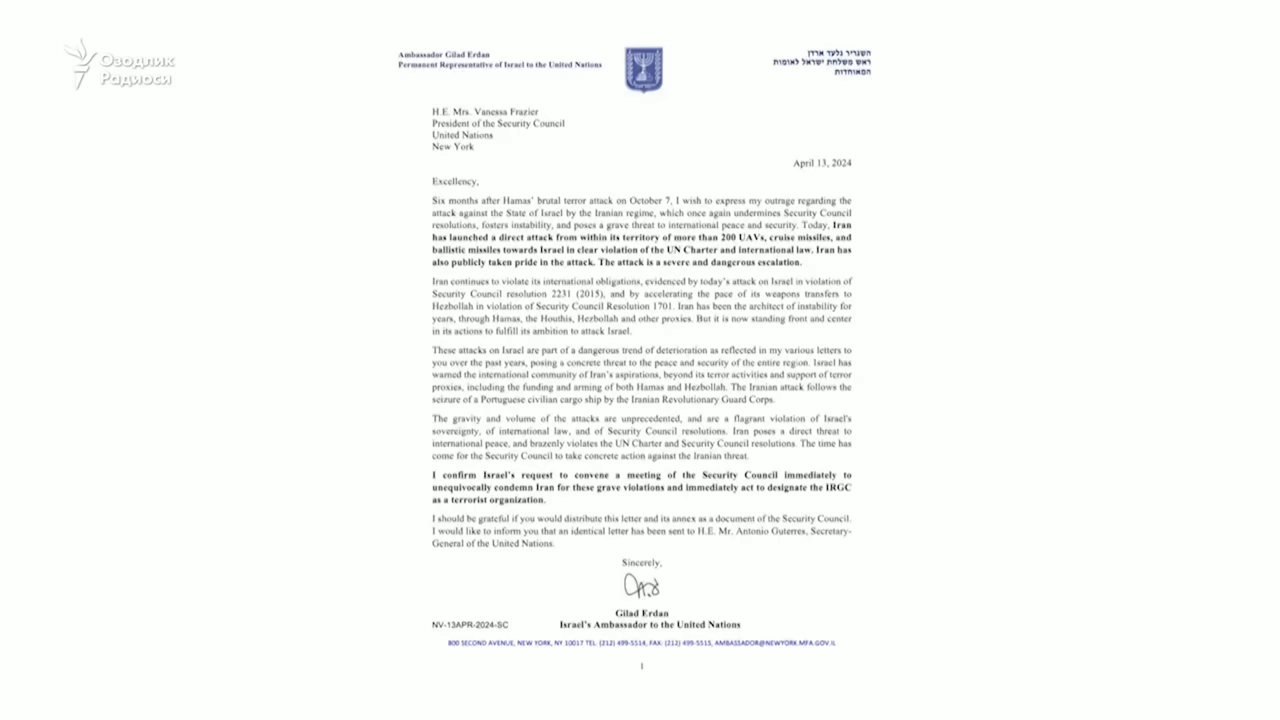 Озодлик
Радиоси
Ambassador Gilad Erdan
Permanent Representative of Israel to the United Nations
השגריר גלעד ארדן
ראש משלחת ישראל לאומות
המאוחדות
H.E. Mrs. Vanessa Frazier
President of the Security Council
United Nations
New York
April 13, 2024
Excellency,
Six months after Hamas' brutal terror attack on October 7, I wish to express my outrage regarding the
attack against the State of Israel by the Iranian regime, which once again undermines Security Council
resolutions, fosters instability, and poses a grave threat to international peace and security. Today, Iran
has launched a direct attack from within its territory of more than 200 UAVs, cruise missiles, and
ballistic missiles towards Israel in clear violation of the UN Charter and international law. Iran has
also publicly taken pride in the attack. The attack is a severe and dangerous escalation.
Iran continues to violate its international obligations, evidenced by today's attack on Israel in violation of
Security Council resolution 2231 (2015), and by accelerating the pace of its weapons transfers to
Hezbollah in violation of Security Council Resolution 1701. Iran has been the architect of instability for
years, through Hamas, the Houthis, Hezbollah and other proxies. But it is now standing front and center
in its actions to fulfill its ambition to attack Israel.
These attacks on Israel are part of a dangerous trend of deterioration as reflected in my various letters to
you over the past years, posing a concrete threat to the peace and security of the entire region. Israel has
warned the international community of Iran's aspirations, beyond its terror activities and support of terror
proxies, including the funding and arming of both Hamas and Hezbollah. The Iranian attack follows the
seizure of a Portuguese civilian cargo ship by the Iranian Revolutionary Guard Corps.
The gravity and volume of the attacks are unprecedented, and are a flagrant violation of Israel's
sovereignty, of international law, and of Security Council resolutions. Iran poses a direct threat to
international peace, and brazenly violates the UN Charter and Security Council resolutions. The time has
come for the Security Council to take concrete action against the Iranian threat.
I confirm Israel's request to convene a meeting of the Security Council immediately to
unequivocally condemn Iran for these grave violations and immediately act to designate the IRGC
as a terrorist organization.
I should be grateful if you would distribute this letter and its annex as a document of the Security Council.
I would like to inform you that an identical letter has been sent to H.E. Mr. Antonio Guterres, Secretary-
General of the United Nations.
Sincerely,
Gilad Erdan
NV-13APR-2024-SC Israel's Ambassador to the United Nations
800 SECOND AVENUE, NEW YORK, NY 10017 TEL. (212) 499-5514, FAX: (212) 499-5515, AMBASSADOR@NEWYORK.MFA.GOV.IL
1